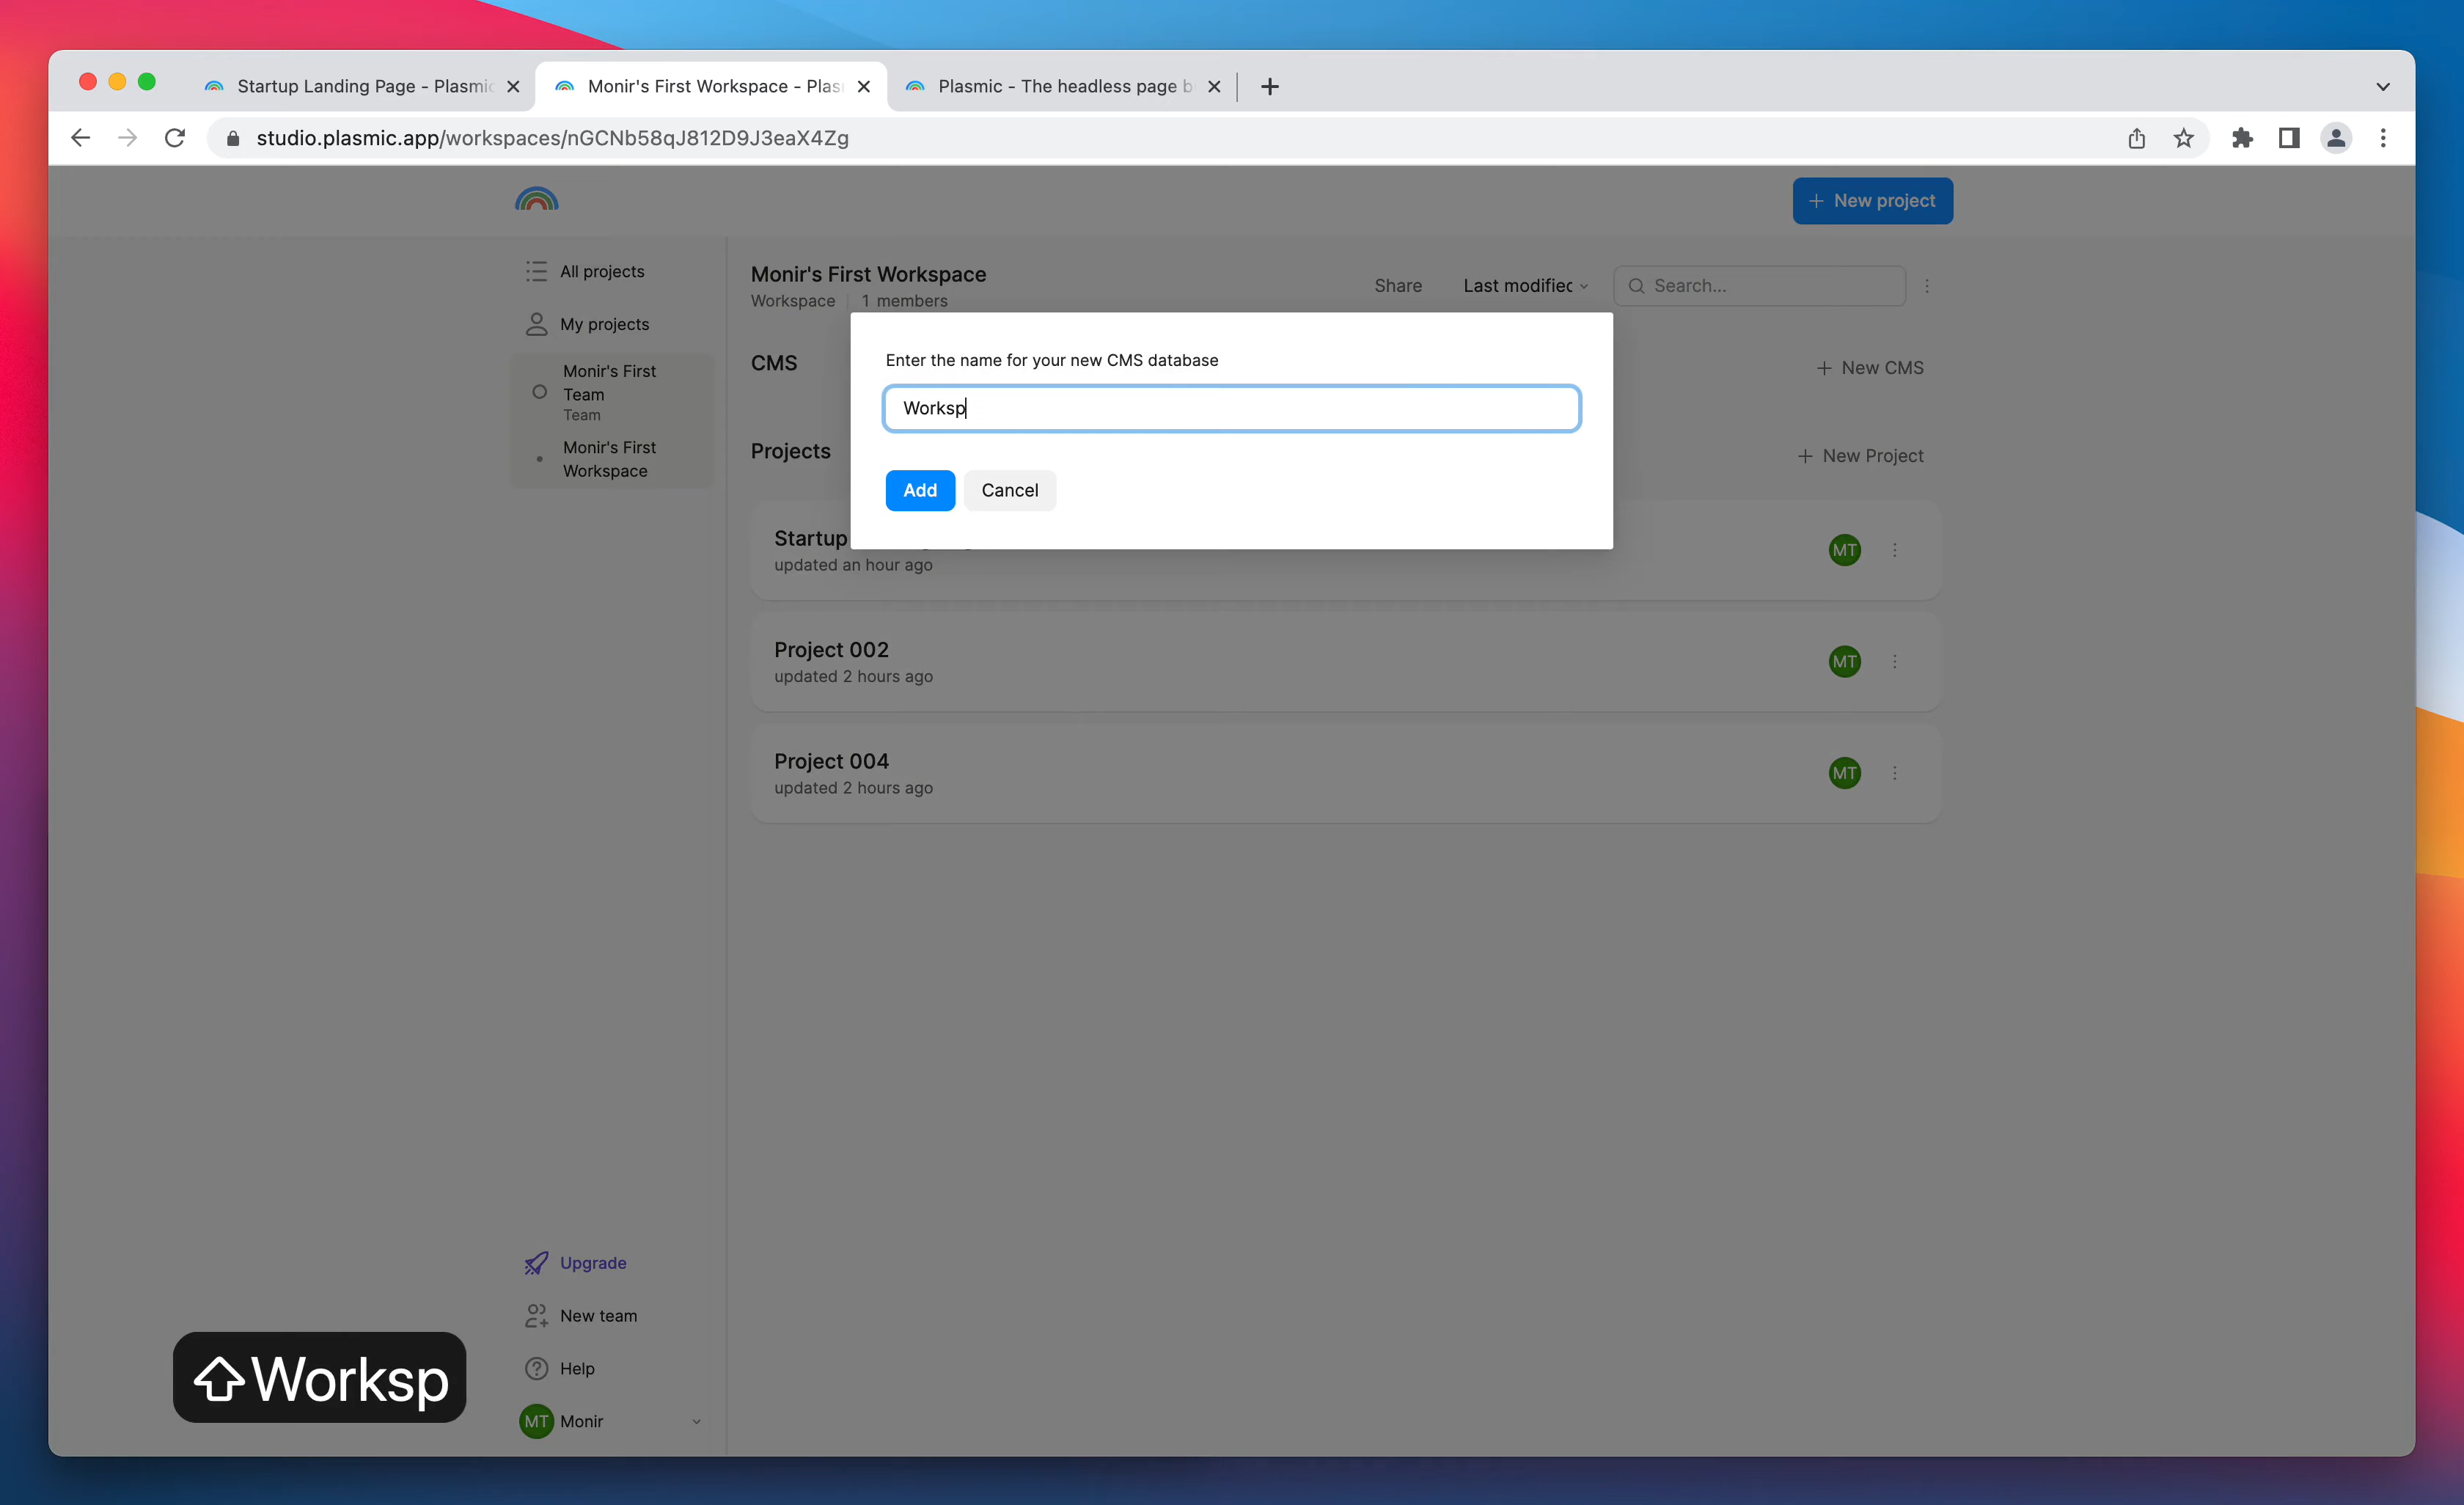 Startup Landing Page - Plasmic
Monir's First Workspace - Plas
Plasmic - The headless page b
studio.plasmic.app/workspaces/nGCNb58qJ812D9J3eaX4Zg
New project
All projects
My projects
Monir's First
Team
Team
Monir's First
Workspace
Monir's First Workspace
Workspace
1 members
Share
Last modified
Search...
CMS
New CMS
Enter the name for your new CMS database
Worksp
Add
Cancel
Projects
New Project
Startup
updated an hour ago
MT
Project 002
updated 2 hours ago
MT
Project 004
updated 2 hours ago
MT
Upgrade
New team
Help
MT Monir
⇧Worksp